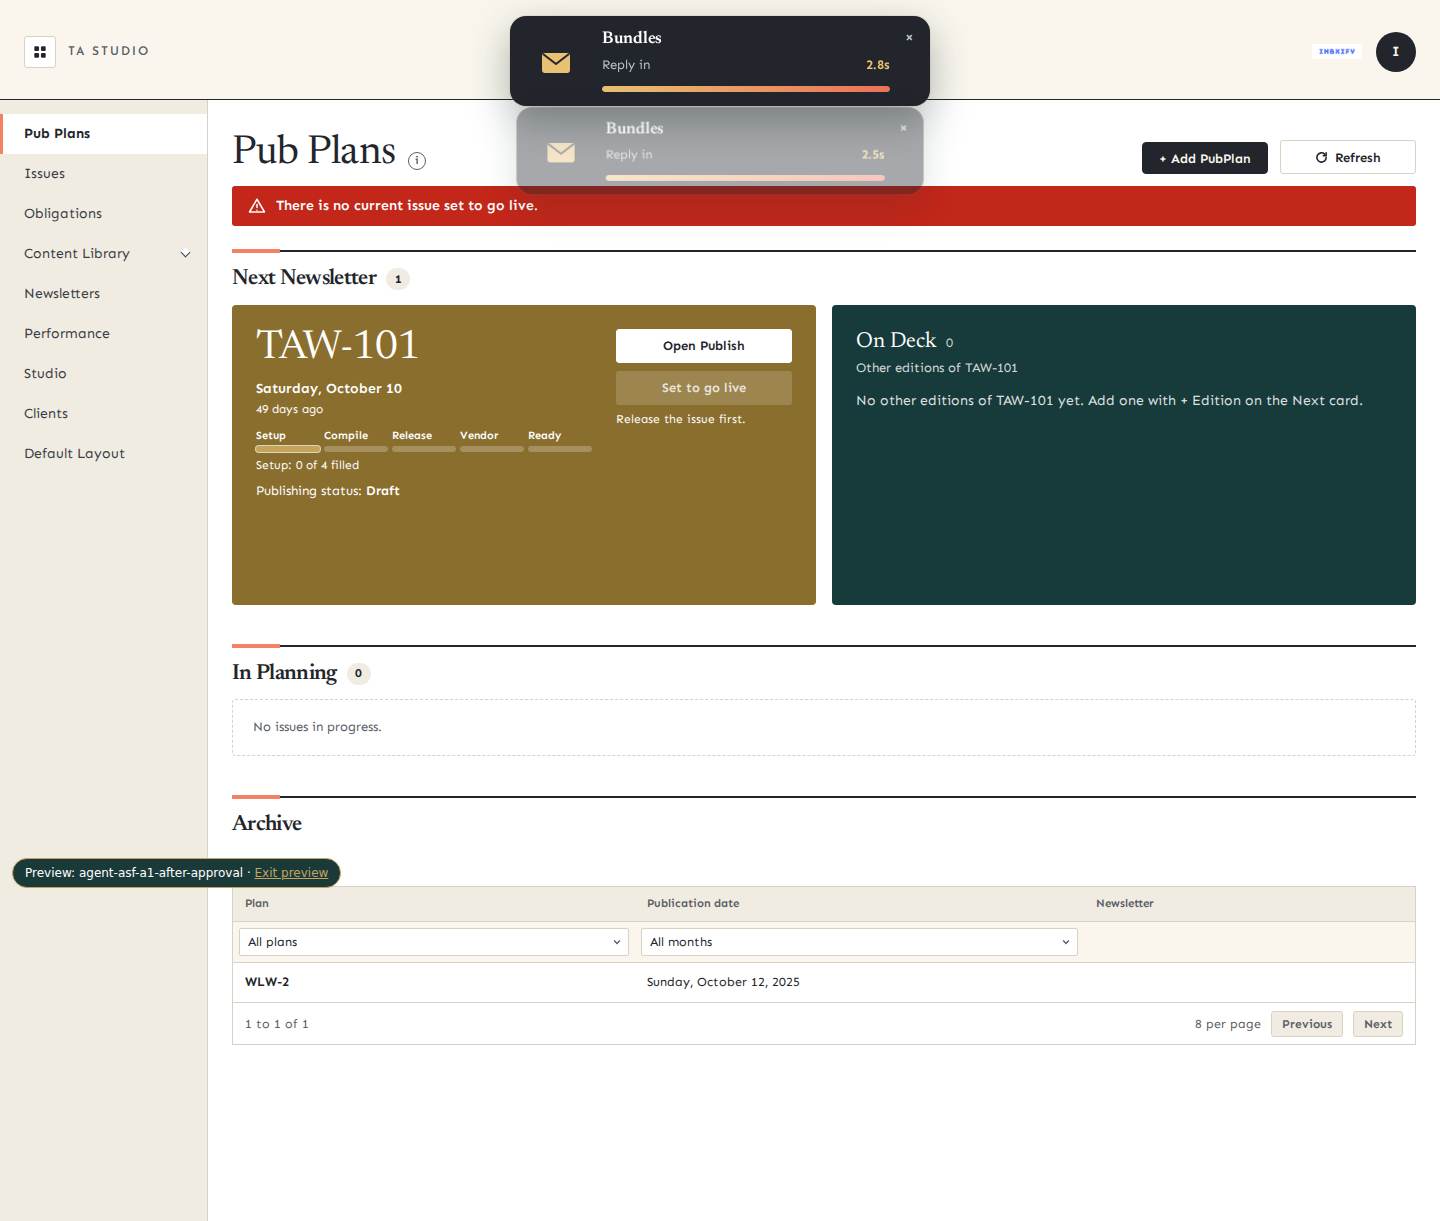 TA STUDIO
Bundles
×
Reply in
2.8s
INBXIFY
I
Bundles
×
Reply in
2.5s
Pub Plans
Issues
Obligations
Content Library
Newsletters
Performance
Studio
Clients
Default Layout
Pub Plans
i
+ Add PubPlan
Refresh
There is no current issue set to go live.
Next Newsletter 1
TAW-101
Saturday, October 10
49 days ago
Setup Compile Release Vendor Ready
Setup: 0 of 4 filled
Publishing status: Draft
Open Publish
Set to go live
Release the issue first.
On Deck 0
Other editions of TAW-101
No other editions of TAW-101 yet. Add one with + Edition on the Next card.
In Planning 0
No issues in progress.
Archive
Preview: agent-asf-a1-after-approval · Exit preview
Plan Publication date Newsletter
All plans All months
WLW-2 Sunday, October 12, 2025
1 to 1 of 1 8 per page Previous Next